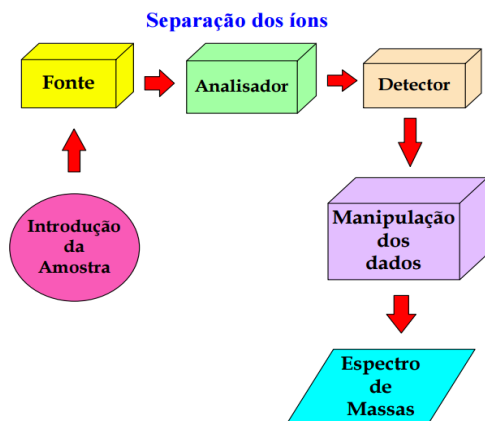 Separação dos íons
Fonte
Analisador
Detector
Introdução
da
Amostra
Manipulação
dos
dados
Espectro
de
Massas